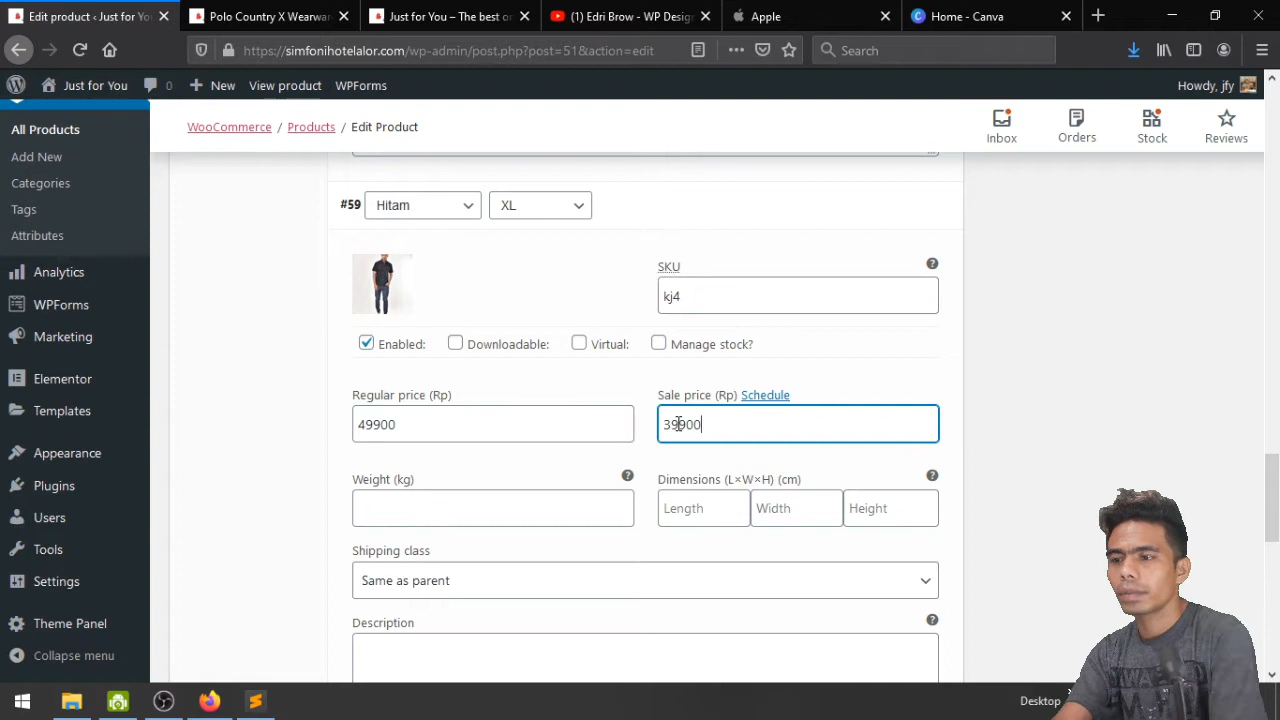 Edit product ‹ Just for You —
Polo Country X Wearware
Just for You – The best on
(1) Edri Brow - WP Design
Apple
Home - Canva
https://simfonihotelalor.com/wp-admin/post.php?post=51&action=edit
Search
Just for You
0
New
View product
WPForms
Howdy, jfy
All Products
Add New
Categories
Tags
Attributes
Analytics
WPForms
Marketing
Elementor
Templates
Appearance
Plugins
Users
Tools
Settings
Theme Panel
Collapse menu
WooCommerce / Products / Edit Product
Inbox
Orders
Stock
Reviews
#59 Hitam XL
SKU
kj4
Enabled: Downloadable: Virtual: Manage stock?
Regular price (Rp)
49900
Sale price (Rp) Schedule
39900
Weight (kg)
Dimensions (L×W×H) (cm)
Length Width Height
Shipping class
Same as parent
Description
Desktop